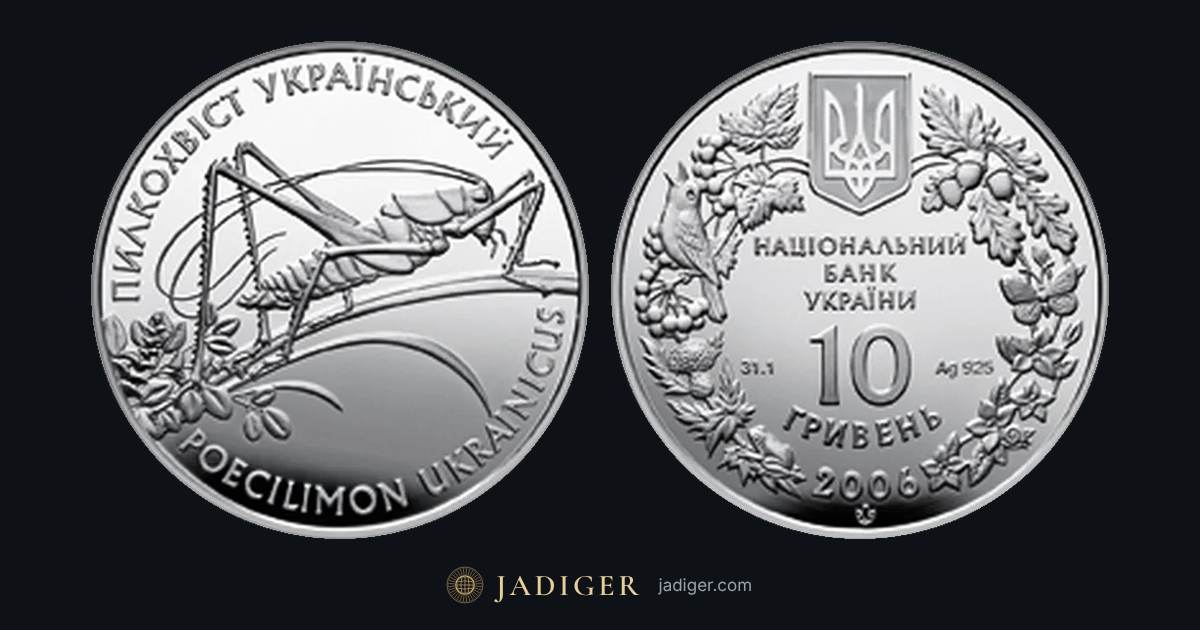 ПИЛКОХВІСТ УКРАЇНСЬКИЙ
POECILIMON UKRAINICUS
НАЦІОНАЛЬНИЙ
БАНК
УКРАЇНИ
31.1
10
Ag 925
ГРИВЕНЬ
2006
JADIGER
jadiger.com